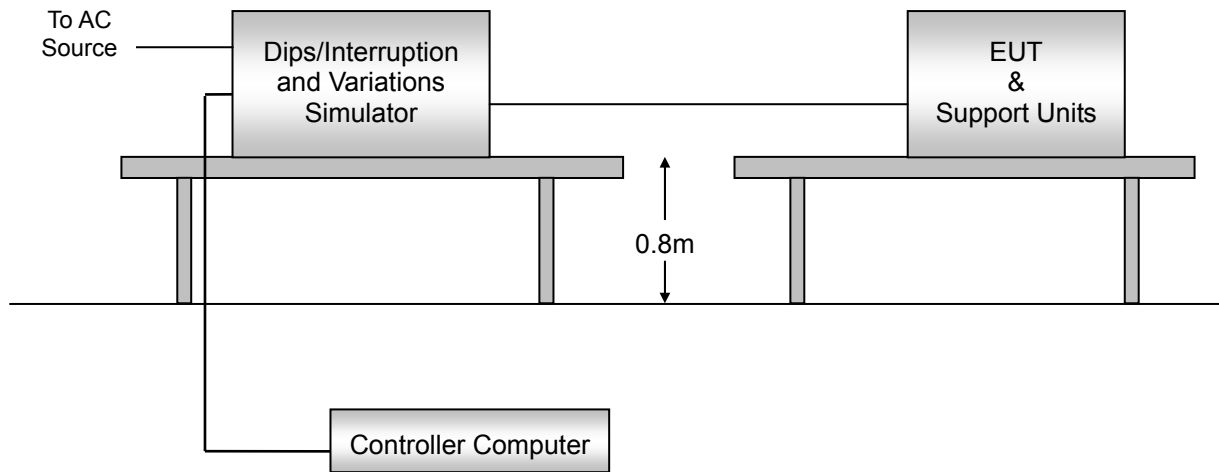 To AC
Source
Dips/Interruption
and Variations
Simulator
EUT
&
Support Units
0.8m
Controller Computer